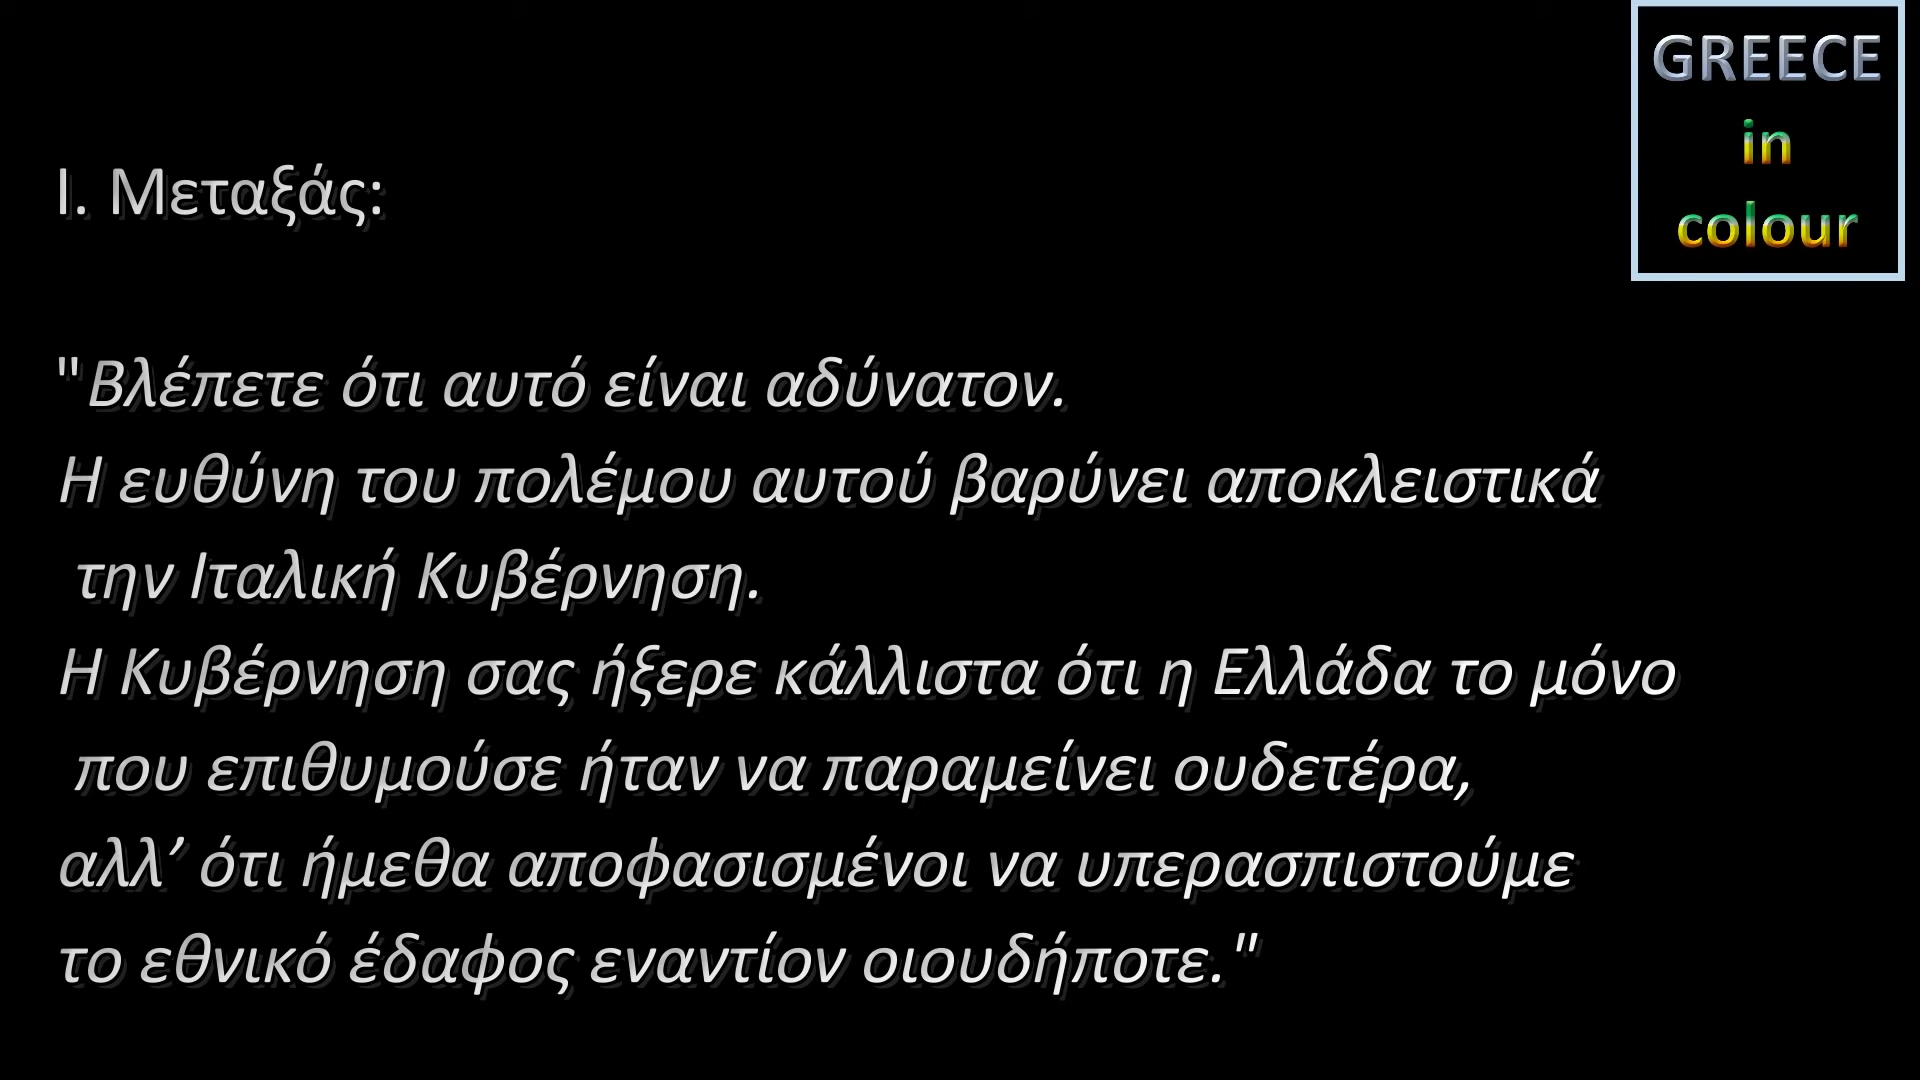 GREECE
in
colour
Ι. Μεταξάς:
"Βλέπετε ότι αυτό είναι αδύνατον.
Η ευθύνη του πολέμου αυτού βαρύνει αποκλειστικά
την Ιταλική Κυβέρνηση.
Η Κυβέρνηση σας ήξερε κάλλιστα ότι η Ελλάδα το μόνο
που επιθυμούσε ήταν να παραμείνει ουδετέρα,
αλλ’ ότι ήμεθα αποφασισμένοι να υπερασπιστούμε
το εθνικό έδαφος εναντίον οιουδήποτε."